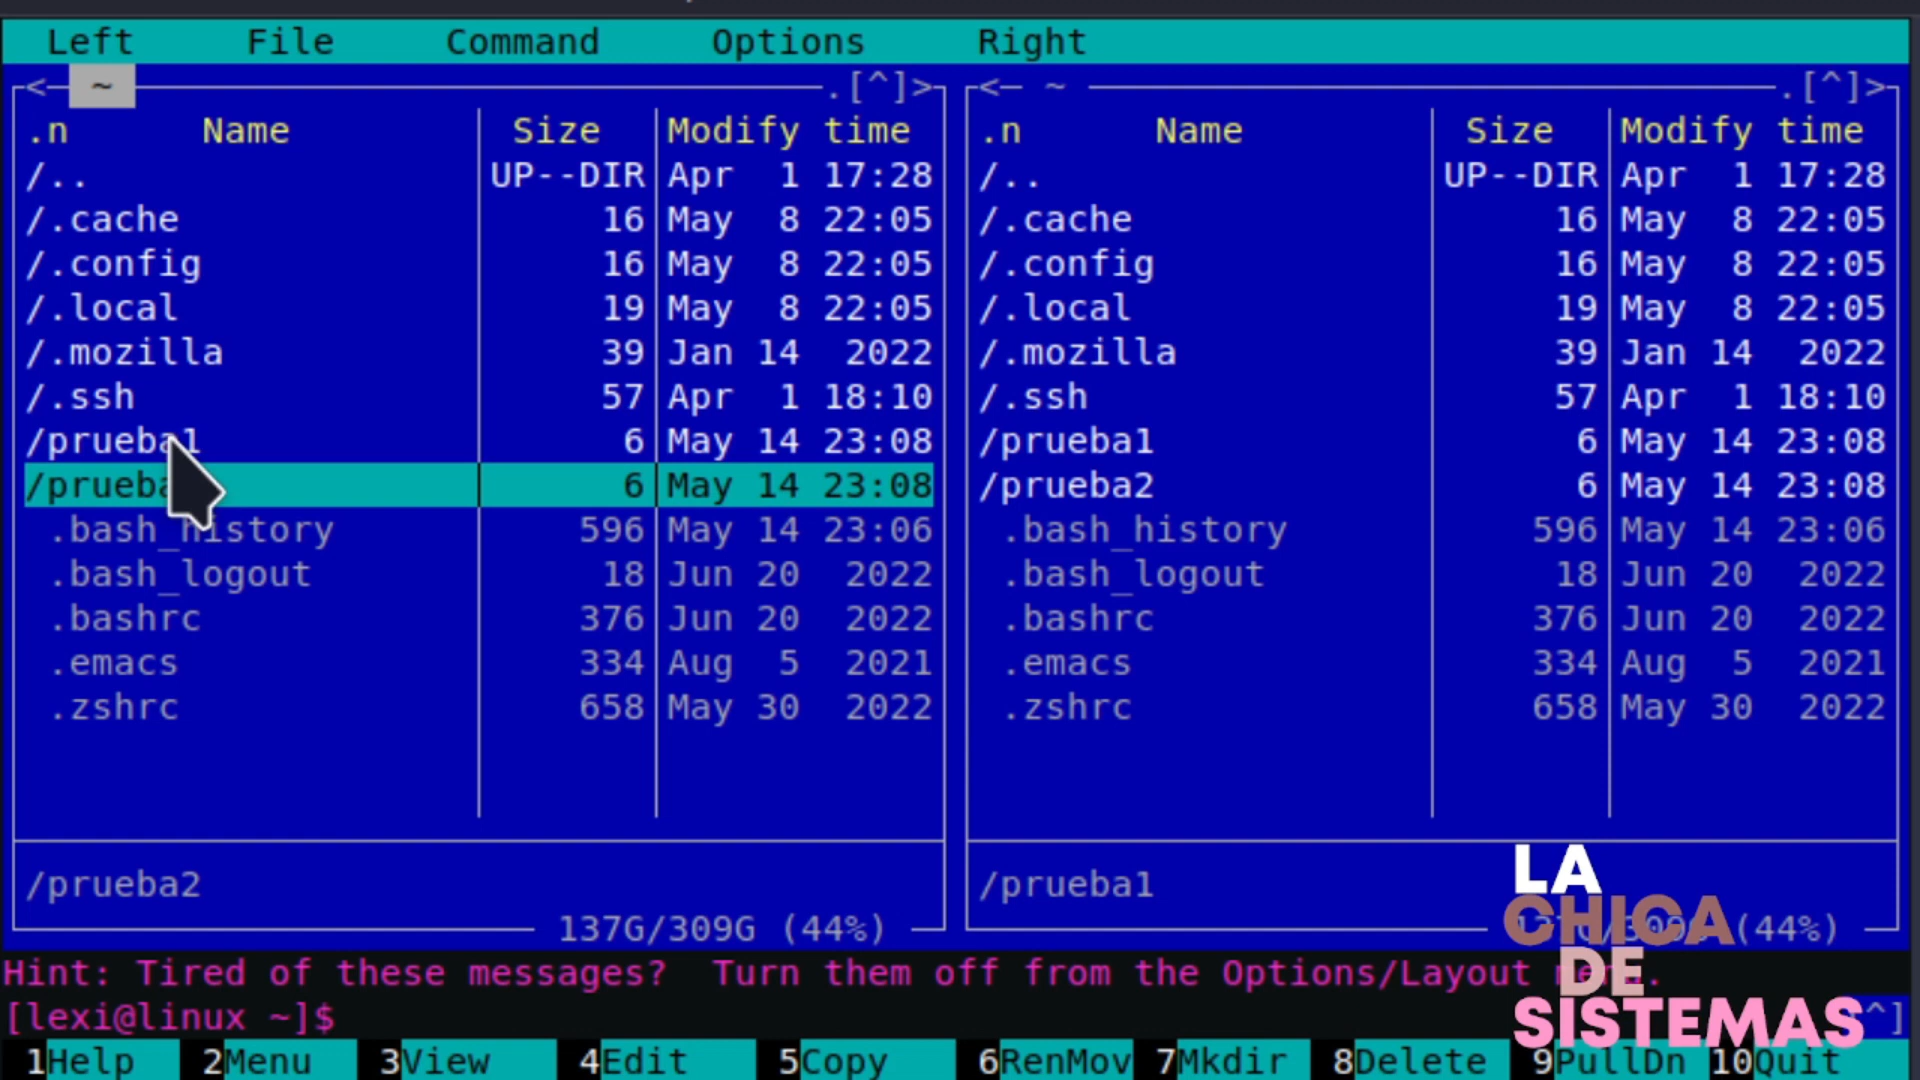 Left File Command Options Right
<─ ~ .[^]> <─ ~ .[^]>
.n Name Size Modify time .n Name Size Modify time
/.. UP--DIR Apr 1 17:28 /.. UP--DIR Apr 1 17:28
/.cache 16 May 8 22:05 /.cache 16 May 8 22:05
/.config 16 May 8 22:05 /.config 16 May 8 22:05
/.local 19 May 8 22:05 /.local 19 May 8 22:05
/.mozilla 39 Jan 14 2022 /.mozilla 39 Jan 14 2022
/.ssh 57 Apr 1 18:10 /.ssh 57 Apr 1 18:10
/prueba1 6 May 14 23:08 /prueba1 6 May 14 23:08
/prueba 6 May 14 23:08 /prueba2 6 May 14 23:08
.bash_history 596 May 14 23:06 .bash_history 596 May 14 23:06
.bash_logout 18 Jun 20 2022 .bash_logout 18 Jun 20 2022
.bashrc 376 Jun 20 2022 .bashrc 376 Jun 20 2022
.emacs 334 Aug 5 2021 .emacs 334 Aug 5 2021
.zshrc 658 May 30 2022 .zshrc 658 May 30 2022
/prueba2 /prueba1
137G/309G (44%) 137G/309G (44%)
Hint: Tired of these messages? Turn them off from the Options/Layout menu.
[lexi@linux ~]$ [^]
1Help 2Menu 3View 4Edit 5Copy 6RenMov 7Mkdir 8Delete 9PullDn 10Quit
LA
CHICA
DE
SISTEMAS